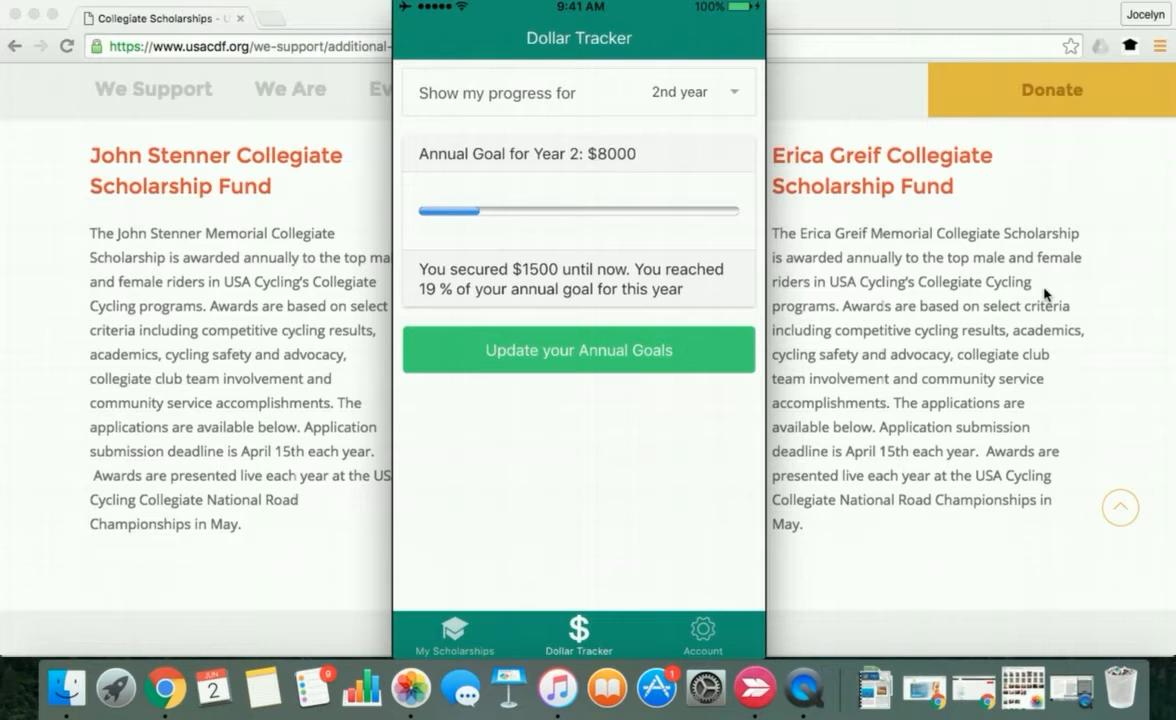 Collegiate Scholarships - U
Jocelyn
https://www.usacdf.org/we-support/additional-
We Support
We Are
Ev
Donate
John Stenner Collegiate
Scholarship Fund
The John Stenner Memorial Collegiate
Scholarship is awarded annually to the top ma
and female riders in USA Cycling's Collegiate
Cycling programs. Awards are based on select
criteria including competitive cycling results,
academics, cycling safety and advocacy,
collegiate club team involvement and
community service accomplishments. The
applications are available below. Application
submission deadline is April 15th each year.
Awards are presented live each year at the US
Cycling Collegiate National Road
Championships in May.
9:41 AM
100%
Dollar Tracker
Show my progress for
2nd year
Annual Goal for Year 2: $8000
You secured $1500 until now. You reached
19 % of your annual goal for this year
Update your Annual Goals
My Scholarships
Dollar Tracker
Account
Erica Greif Collegiate
Scholarship Fund
The Erica Greif Memorial Collegiate Scholarship
is awarded annually to the top male and female
riders in USA Cycling's Collegiate Cycling
programs. Awards are based on select criteria
including competitive cycling results, academics,
cycling safety and advocacy, collegiate club
team involvement and community service
accomplishments. The applications are
available below. Application submission
deadline is April 15th each year. Awards are
presented live each year at the USA Cycling
Collegiate National Road Championships in
May.
JUN
2
9
1